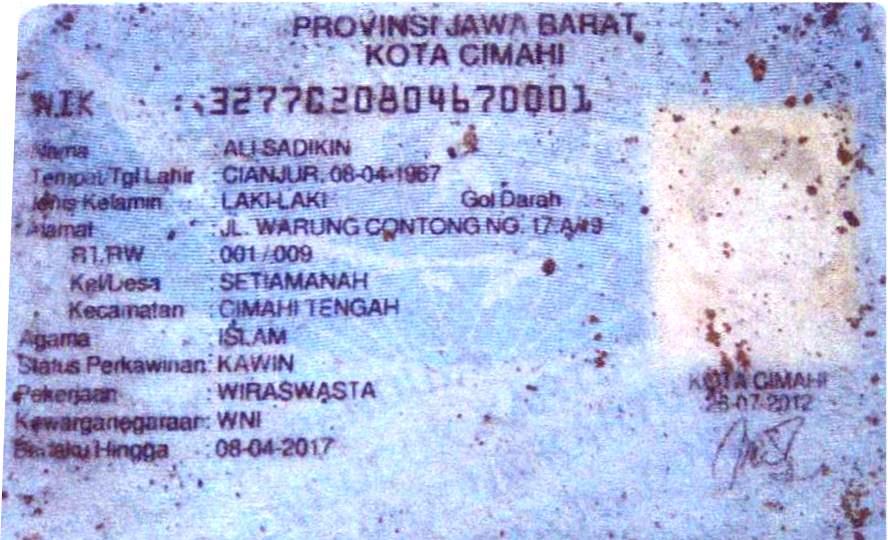 PROVINSI JAWA BARAT
KOTA CIMAHI
NIK : 3277020804670001
Nama : ALI SADIKIN
Tempat/Tgl Lahir : CIANJUR, 08-04-1967
Jenis Kelamin : LAKI-LAKI Gol Darah
Alamat : JL. WARUNG CONTONG NG. 17 A/19
RT/RW : 001/009
Kel/Desa : SETIAMANAH
Kecamatan : CIMAHI TENGAH
Agama : ISLAM
Status Perkawinan: KAWIN
Pekerjaan : WIRASWASTA
Kewarganegaraan: WNI
Berlaku Hingga : 08-04-2017
KOTA CIMAHI
28-07-2012